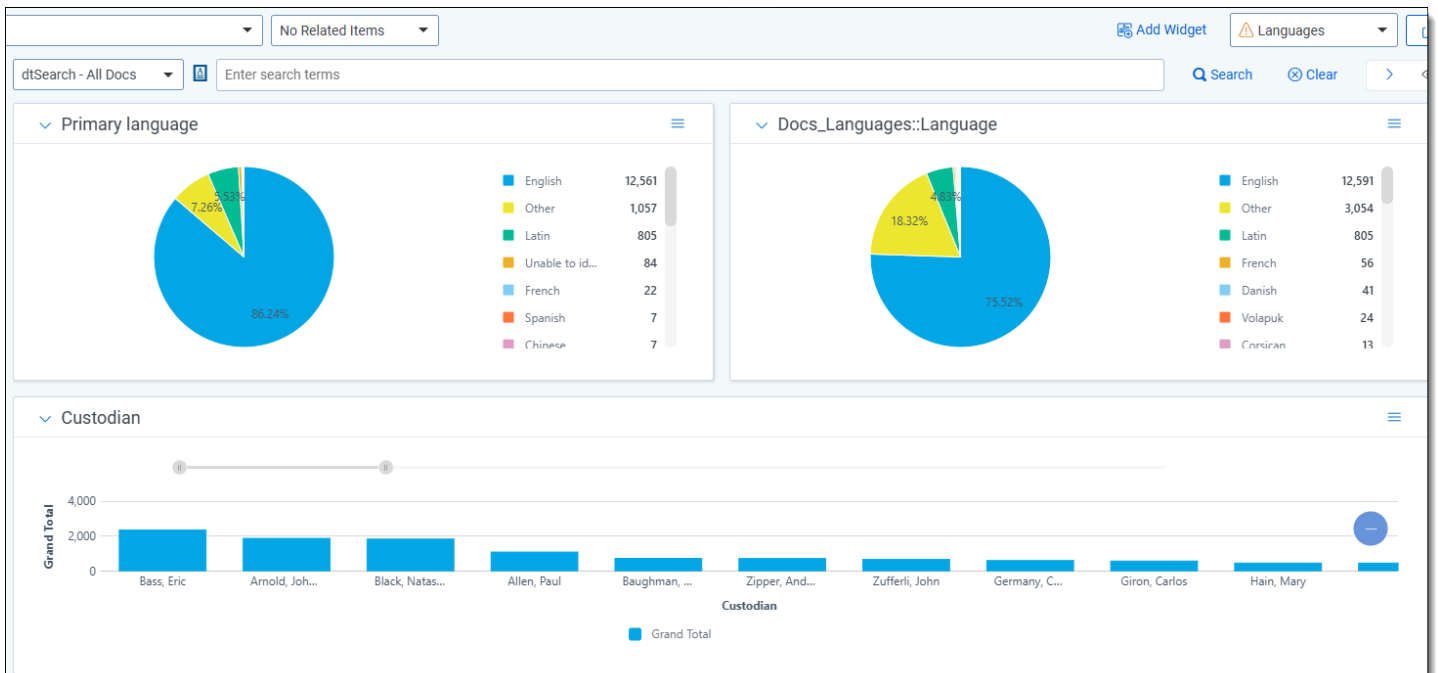 No Related Items
Add Widget
Languages
dtSearch - All Docs
Enter search terms
Search
Clear
Primary language
5.53%
7.26%
86.24%
English 12,561
Other 1,057
Latin 805
Unable to id... 84
French 22
Spanish 7
Chinese 7
Docs_Languages::Language
4.83%
18.32%
75.52%
English 12,591
Other 3,054
Latin 805
French 56
Danish 41
Volapuk 24
Corsican 13
Custodian
Grand Total
4,000
2,000
0
Bass, Eric
Arnold, Joh...
Black, Natas...
Allen, Paul
Baughman, ...
Zipper, And...
Zufferli, John
Germany, C...
Giron, Carlos
Hain, Mary
Custodian
Grand Total